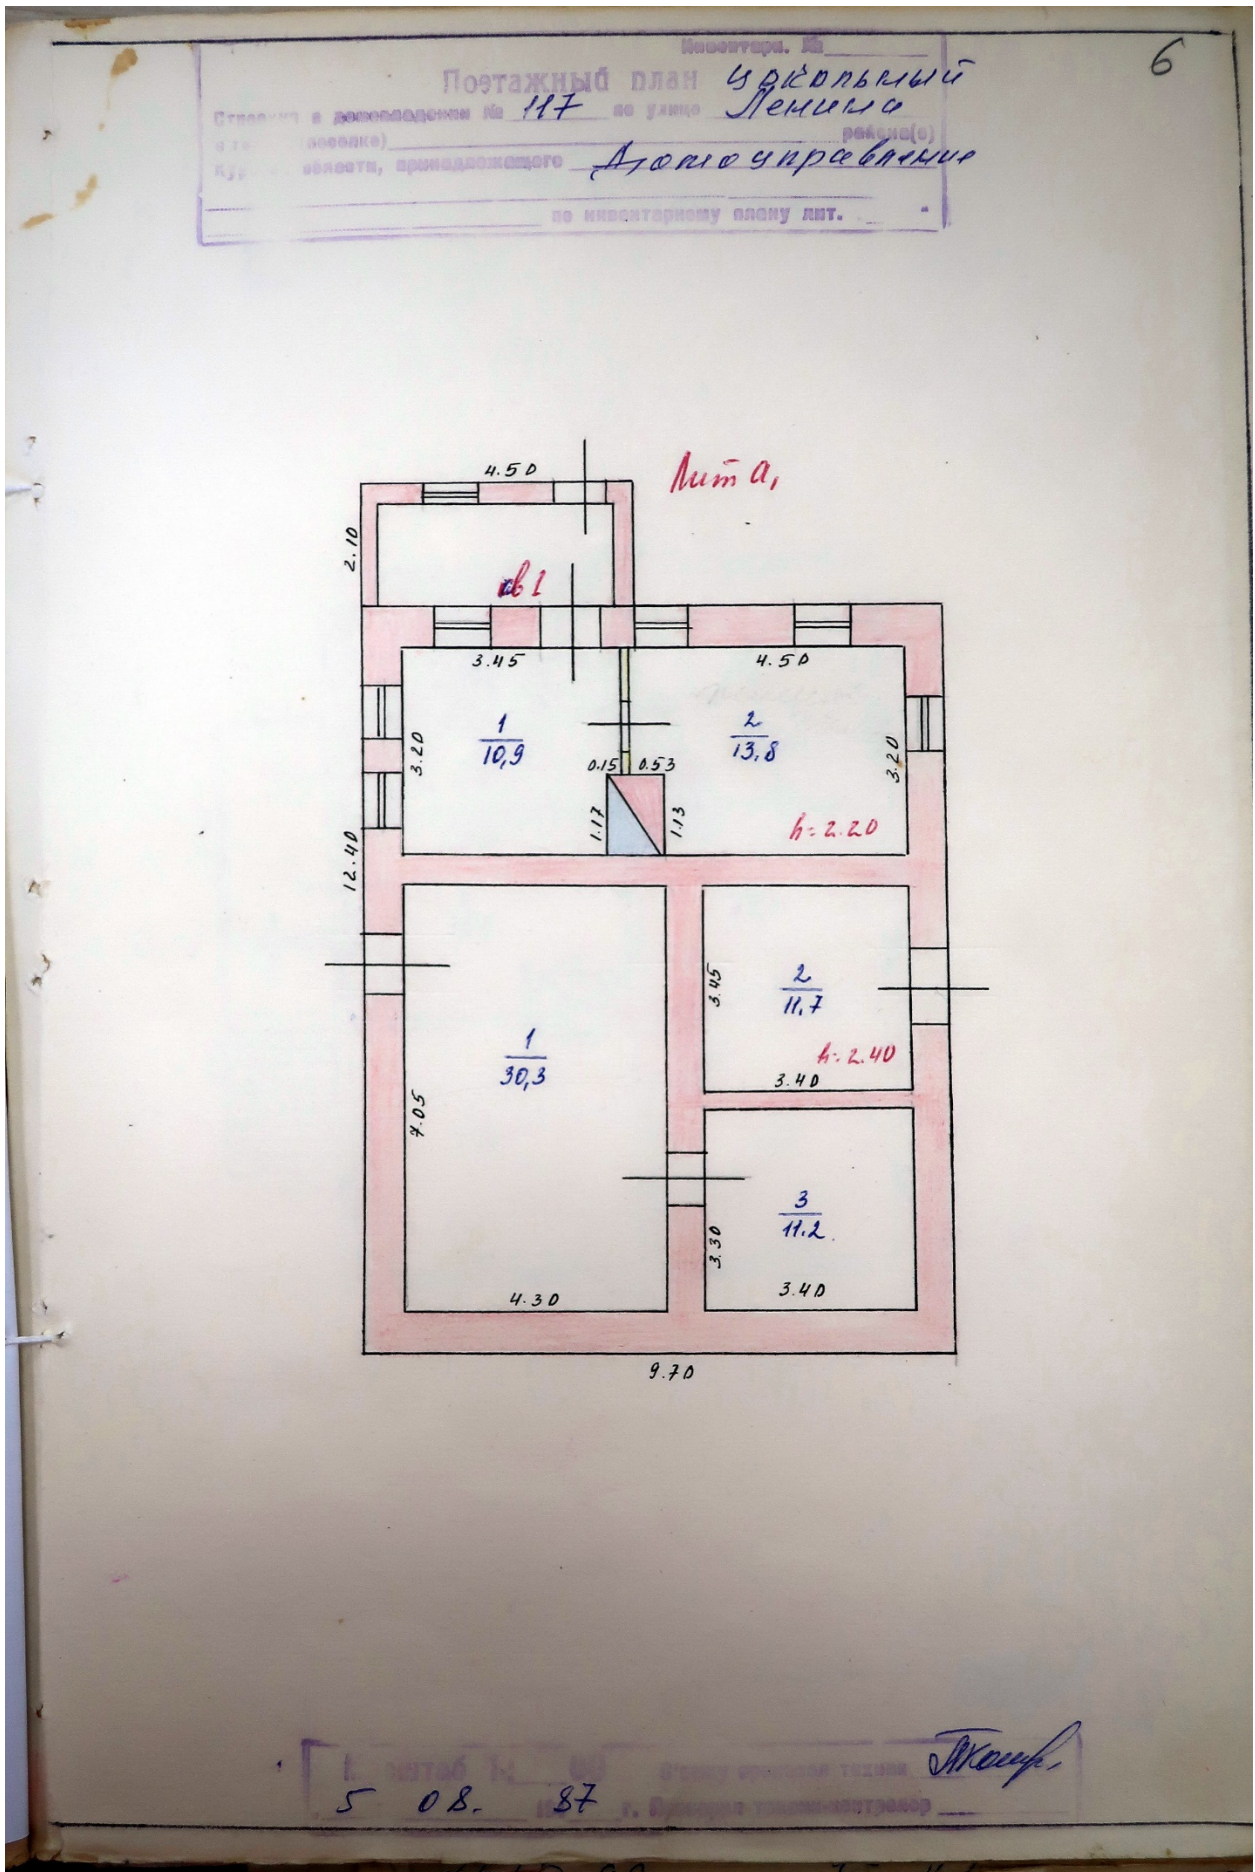 6
Инвентарн. №
Поэтажный план цокольный
Строения в домовладении № 117 по улице Ленина
района(е)
области, принадлежащего Домоуправление
по инвентарному плану лит.
4.50
Лит А₁
2.10
ав1
3.45
4.50
1
10,9
2
13,8
3.20
3.20
0.15
0.53
1.17
1.13
h=2.20
12.40
3.45
2
11,7
h=2.40
3.40
1
30,3
7.05
3
11.2
3.30
3.40
4.30
9.70
5 08. 87 г.